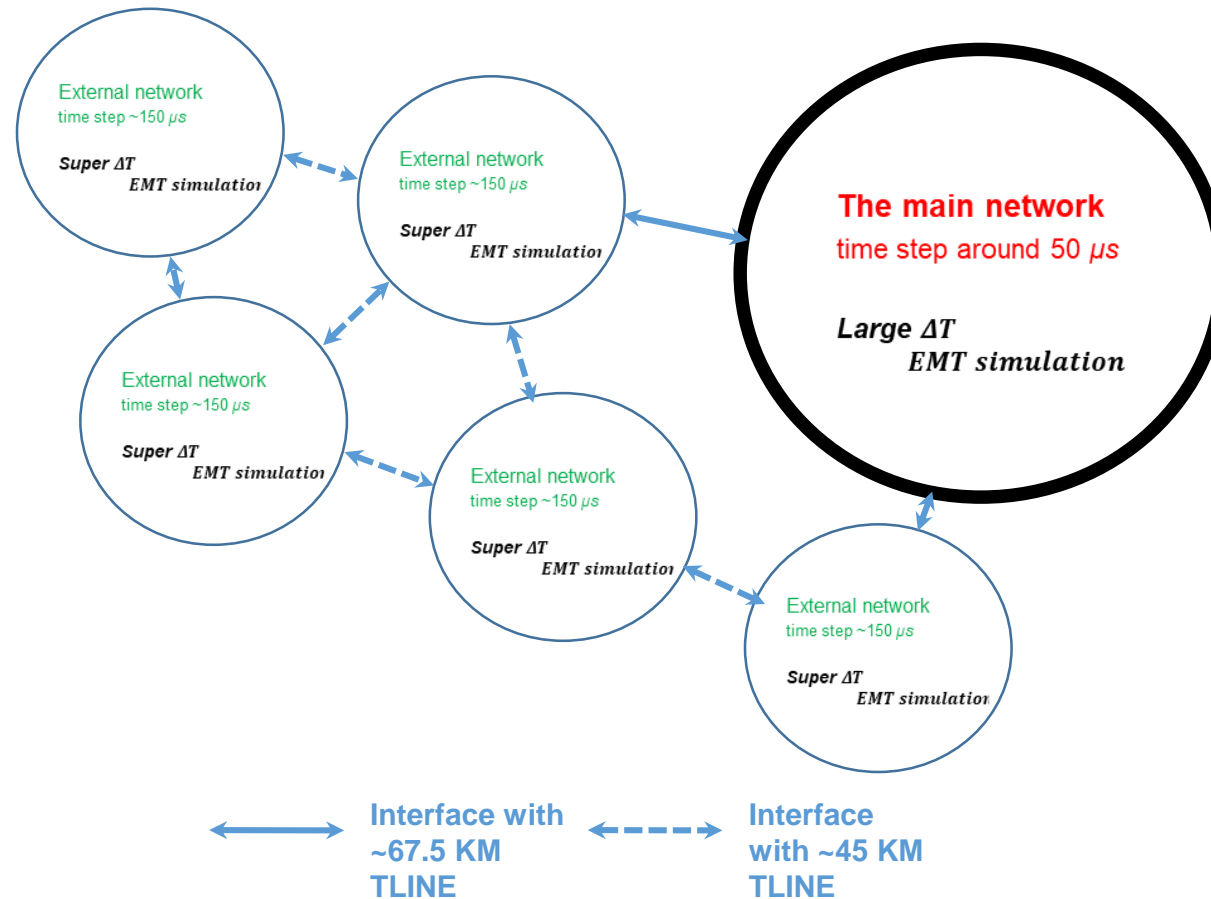 External network
time step ~150 µs
Super ΔT
EMT simulation
External network
time step ~150 µs
Super ΔT
EMT simulation
The main network
time step around 50 µs
Large ΔT
EMT simulation
External network
time step ~150 µs
Super ΔT
EMT simulation
External network
time step ~150 µs
Super ΔT
EMT simulation
External network
time step ~150 µs
Super ΔT
EMT simulation
Interface with
~67.5 KM
TLINE
Interface
with ~45 KM
TLINE